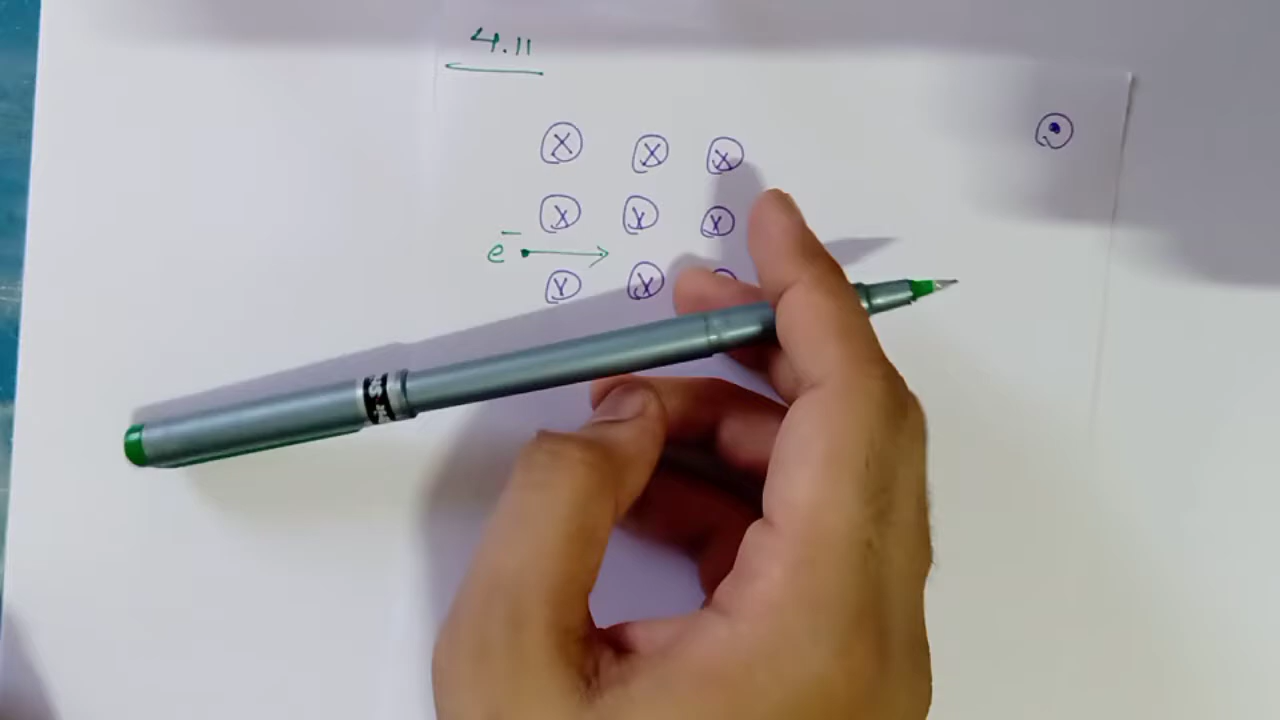 4.11
X X X
X X X
e⁻
X X